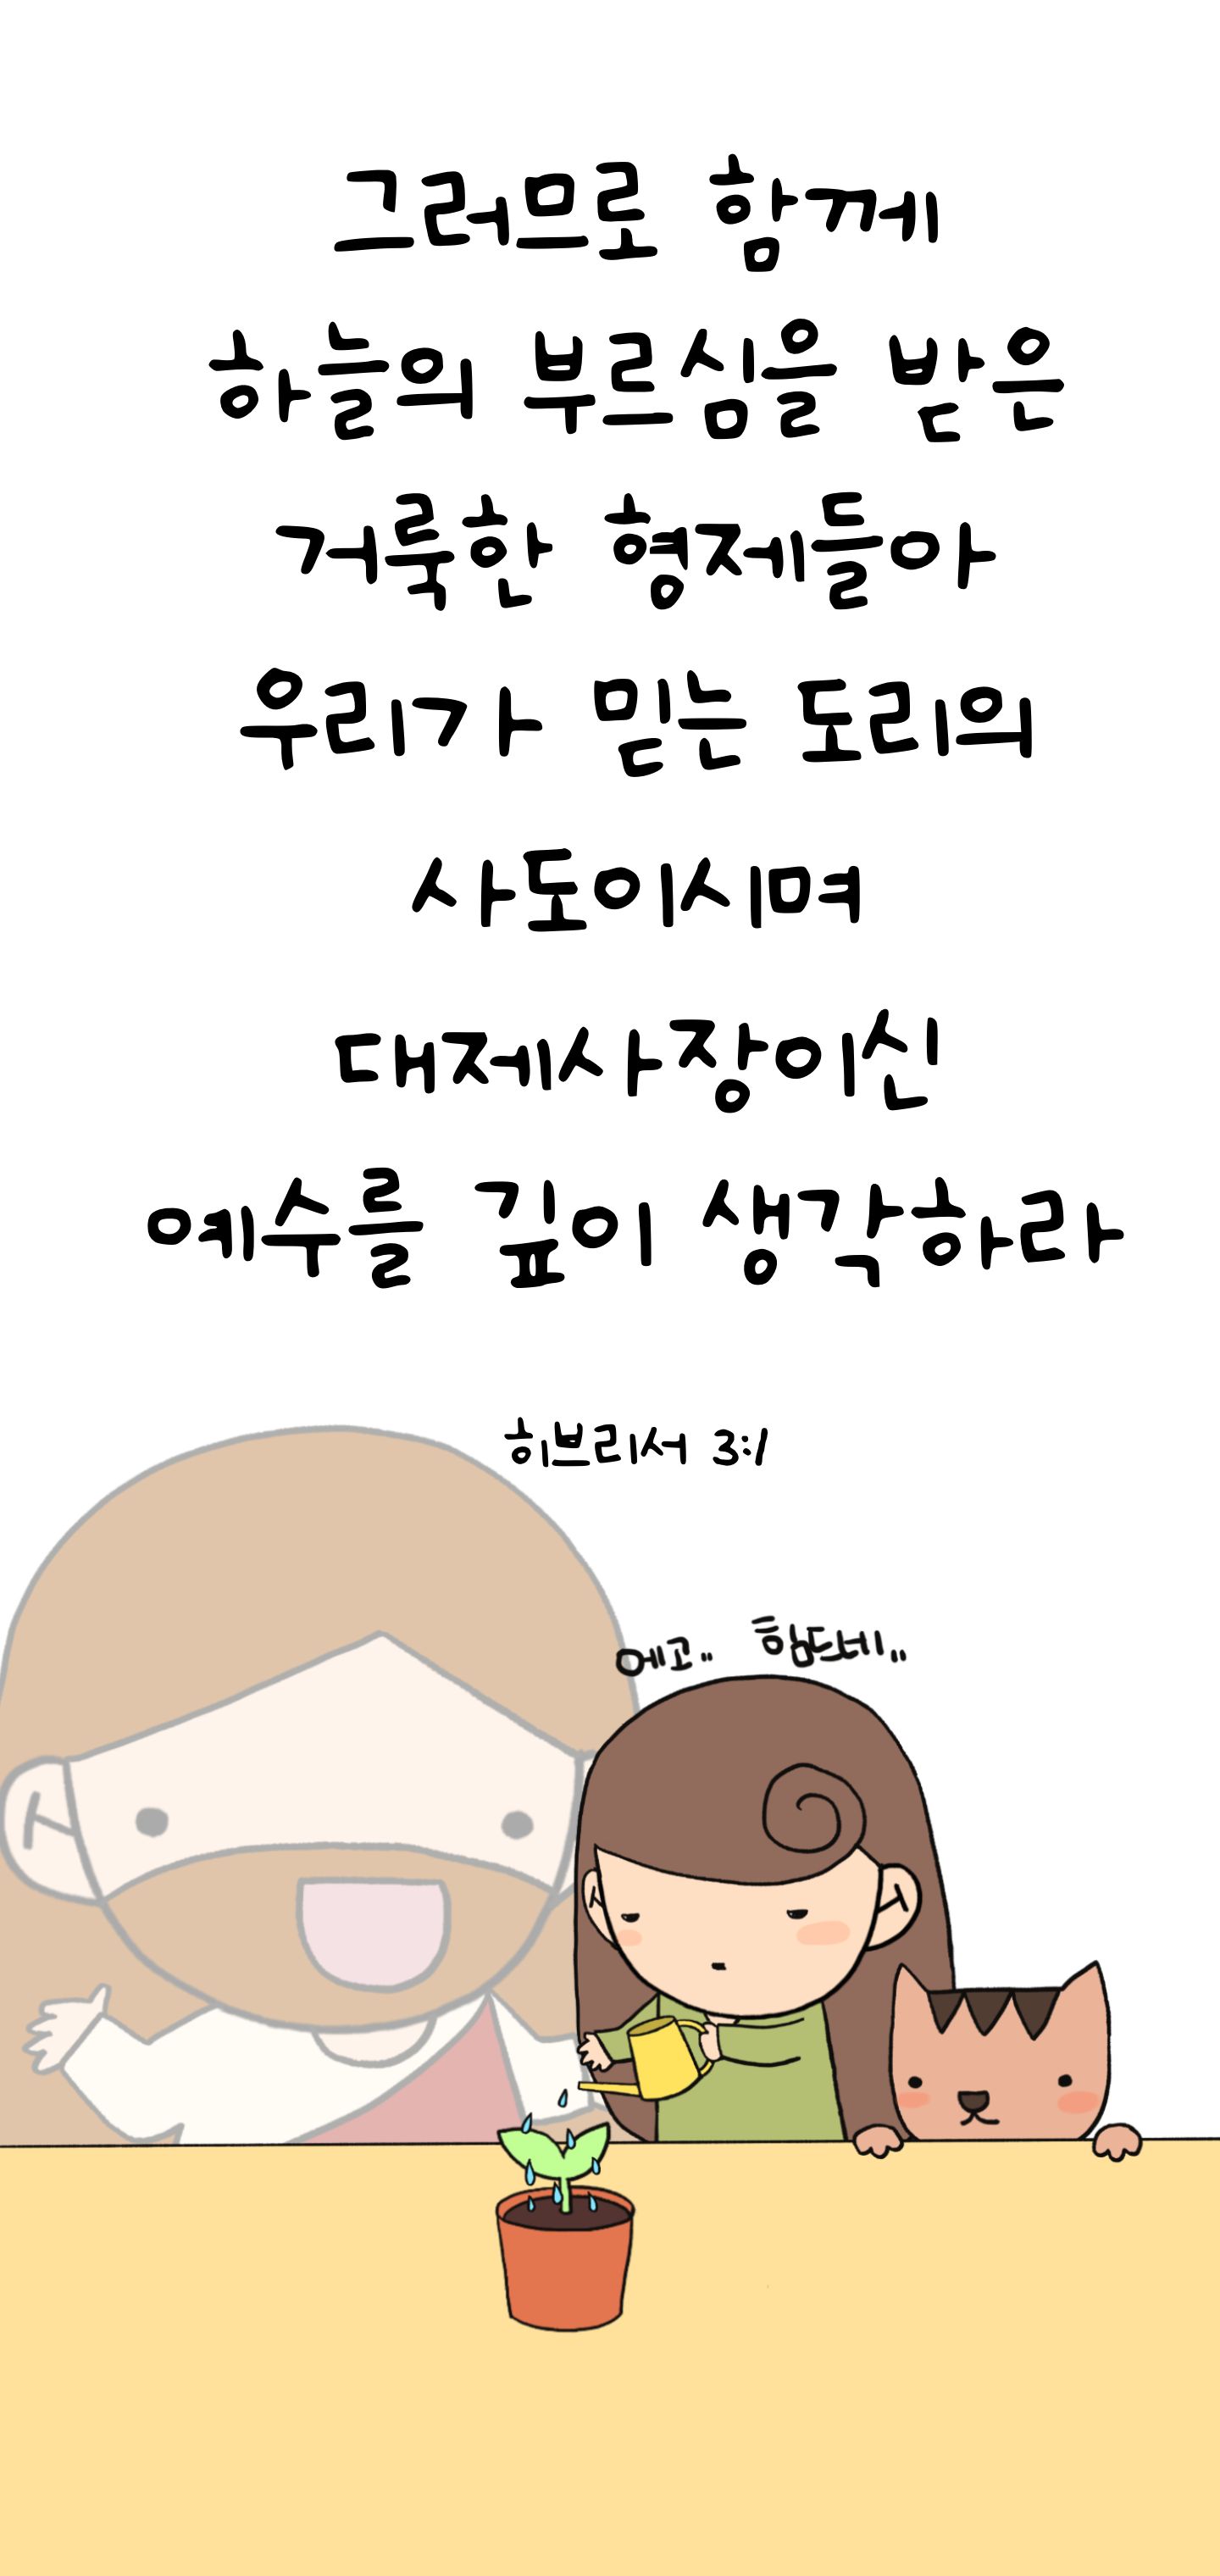 그러므로 함께
하늘의 부르심을 받은
거룩한 형제들아
우리가 믿는 도리의
사도이시며
대제사장이신
예수를 깊이 생각하라
히브리서 3:1
에고.. 힘드네..